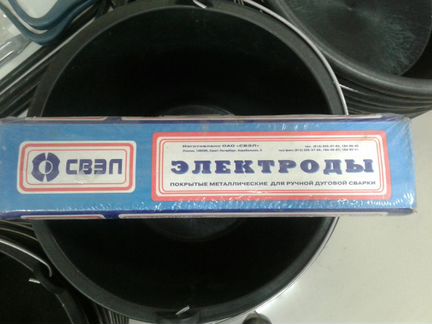 СВЭЛ
Изготовлено ОАО «СВЭЛ»
ЭЛЕКТРОДЫ
ПОКРЫТЫЕ МЕТАЛЛИЧЕСКИЕ ДЛЯ РУЧНОЙ ДУГОВОЙ СВАРКИ